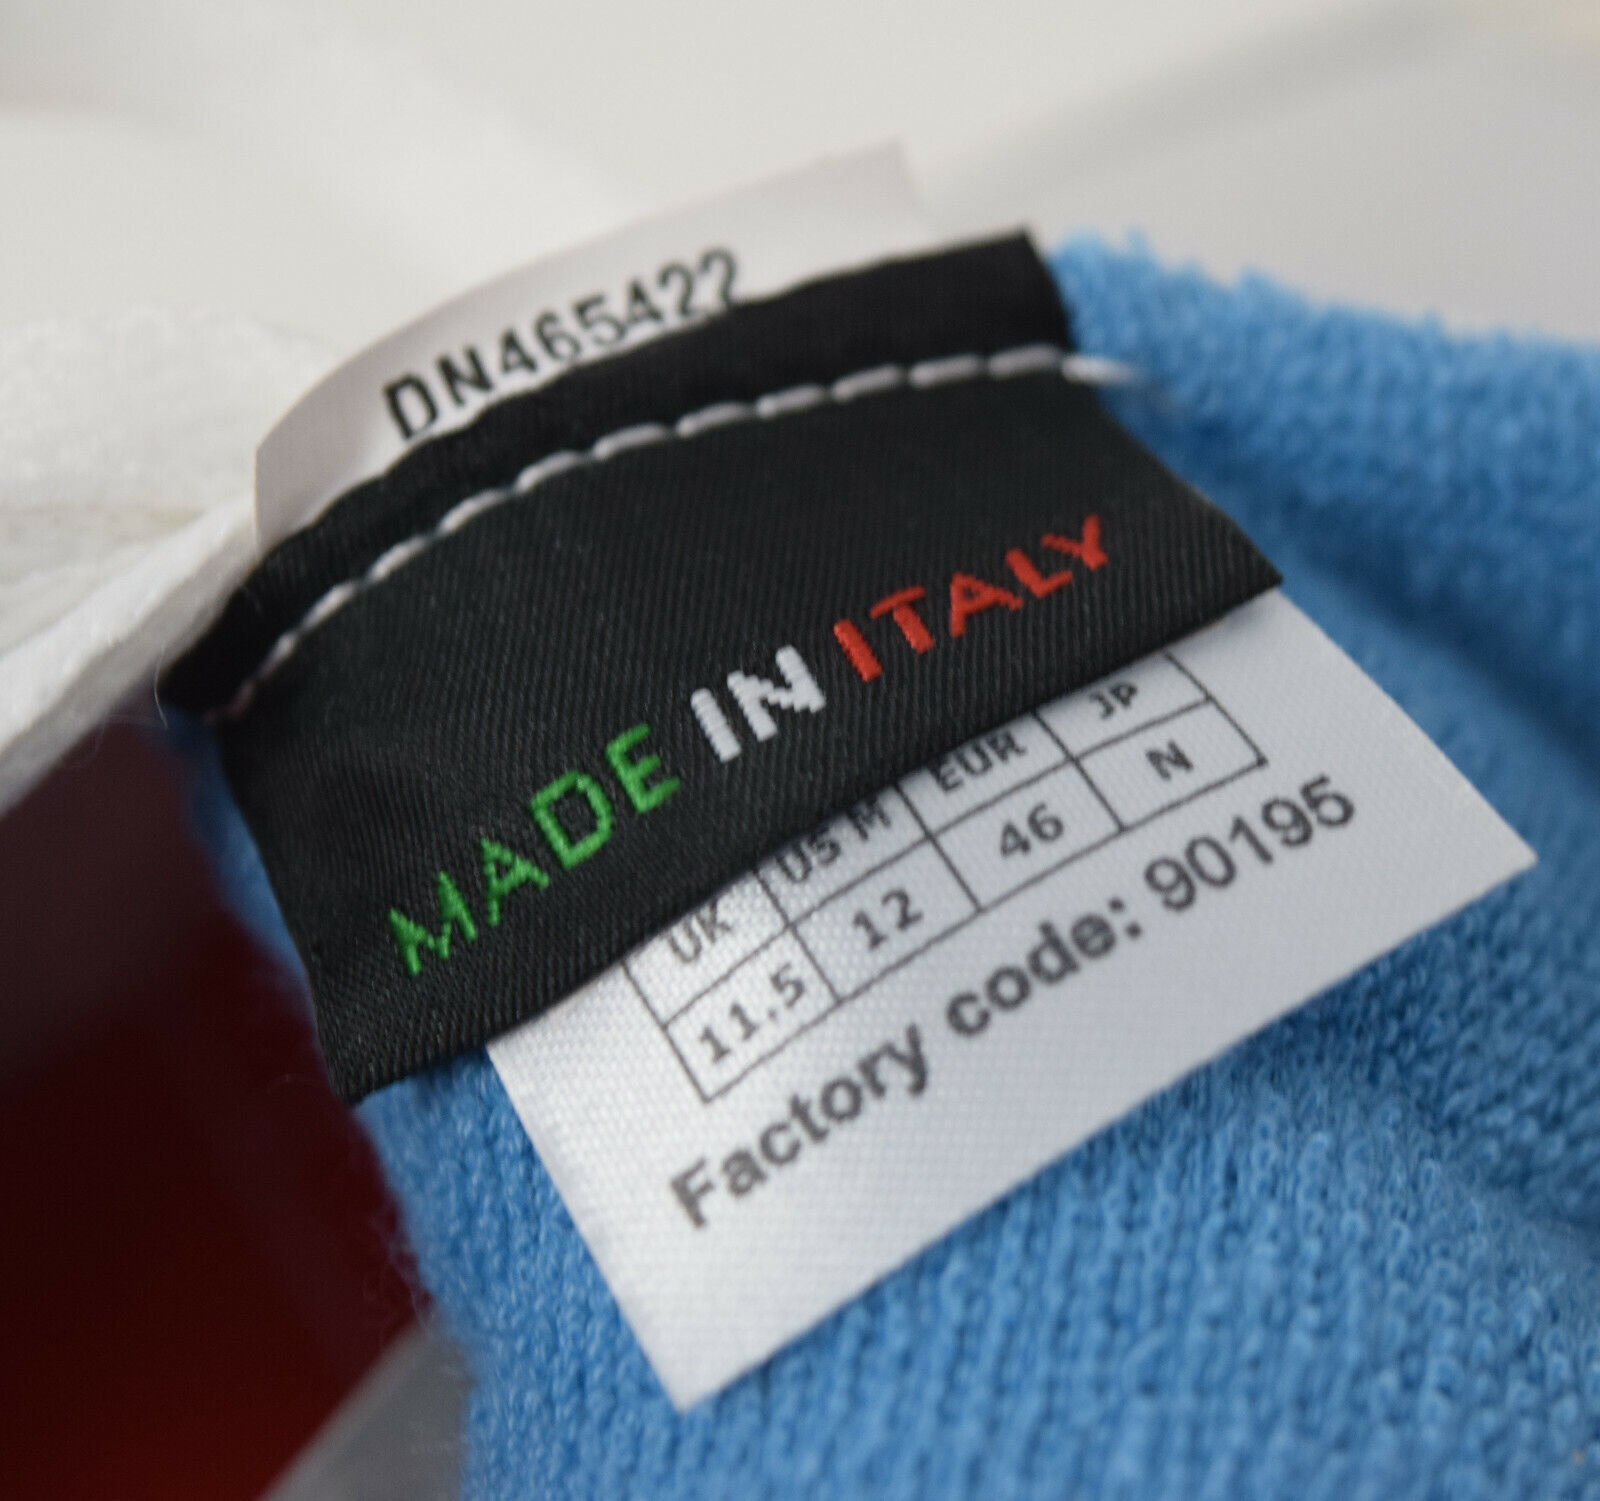 DN465422
MADE IN ITALY
UK US M EUR JP
11.5 12 46 N
Factory code: 90195